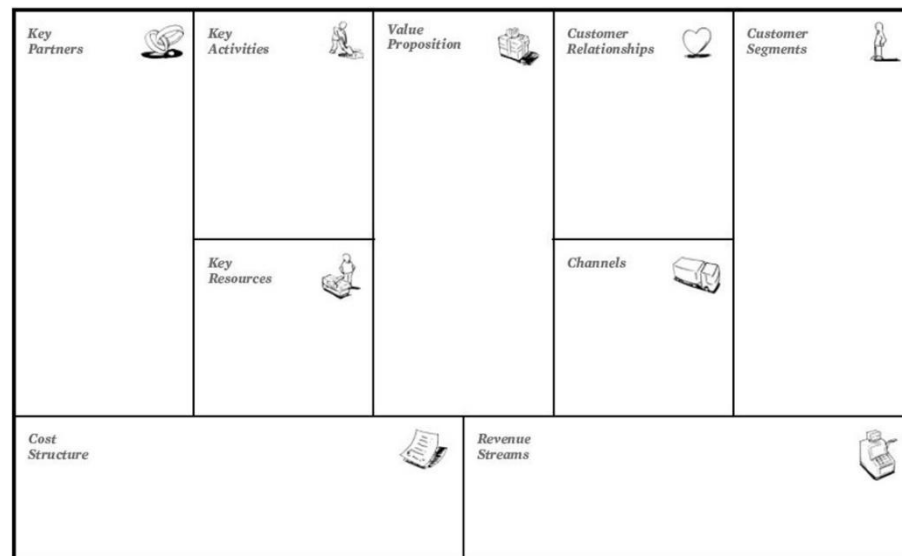 Key
Partners
Key
Activities
Value
Proposition
Customer
Relationships
Customer
Segments
Key
Resources
Channels
Cost
Structure
Revenue
Streams